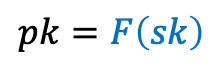 pk = F(sk)